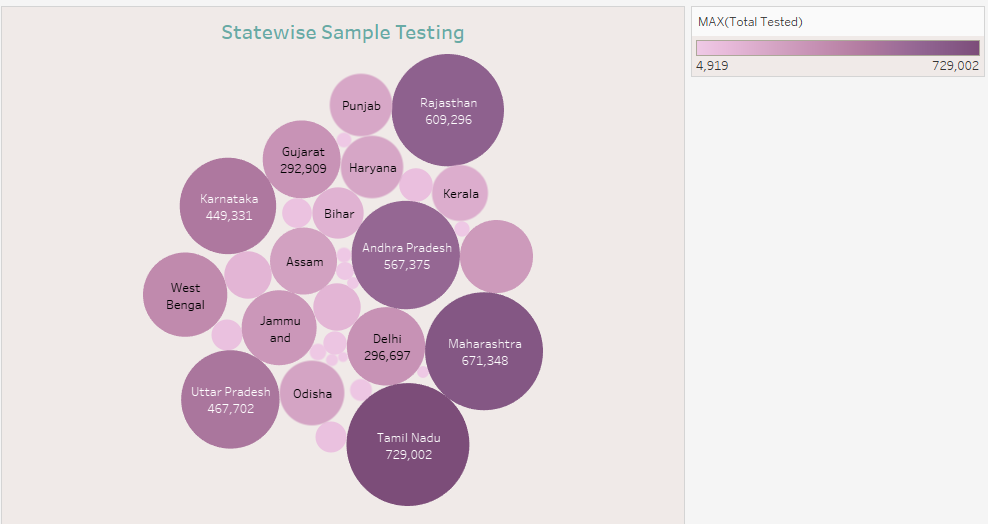 Statewise Sample Testing
MAX(Total Tested)
4,919
729,002
Punjab
Rajasthan
609,296
Gujarat
292,909
Haryana
Karnataka
449,331
Kerala
Bihar
Andhra Pradesh
567,375
Assam
West
Bengal
Jammu
and
Delhi
296,697
Maharashtra
671,348
Uttar Pradesh
467,702
Odisha
Tamil Nadu
729,002